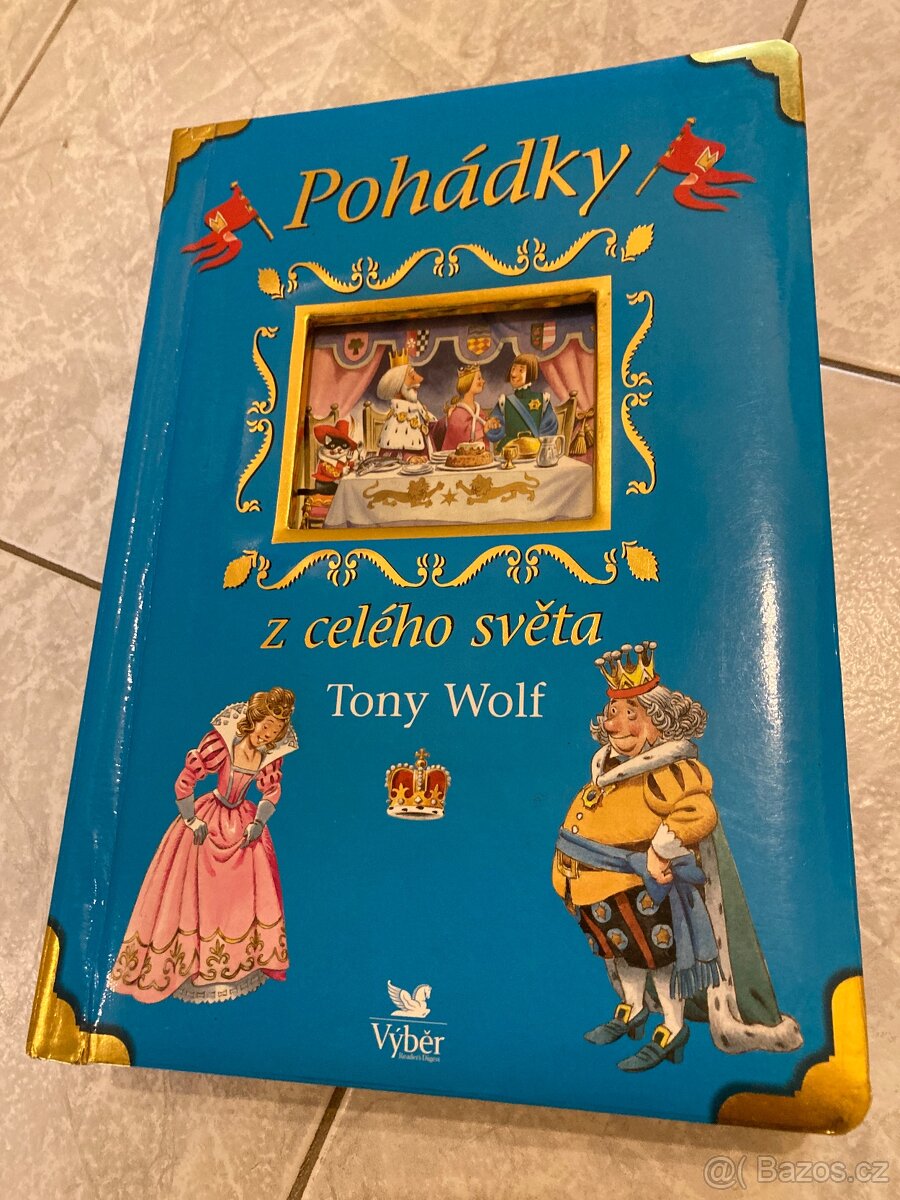 Pohádky
z celého světa
Tony Wolf
Výběr
Reader's Digest
@( Bazos.cz